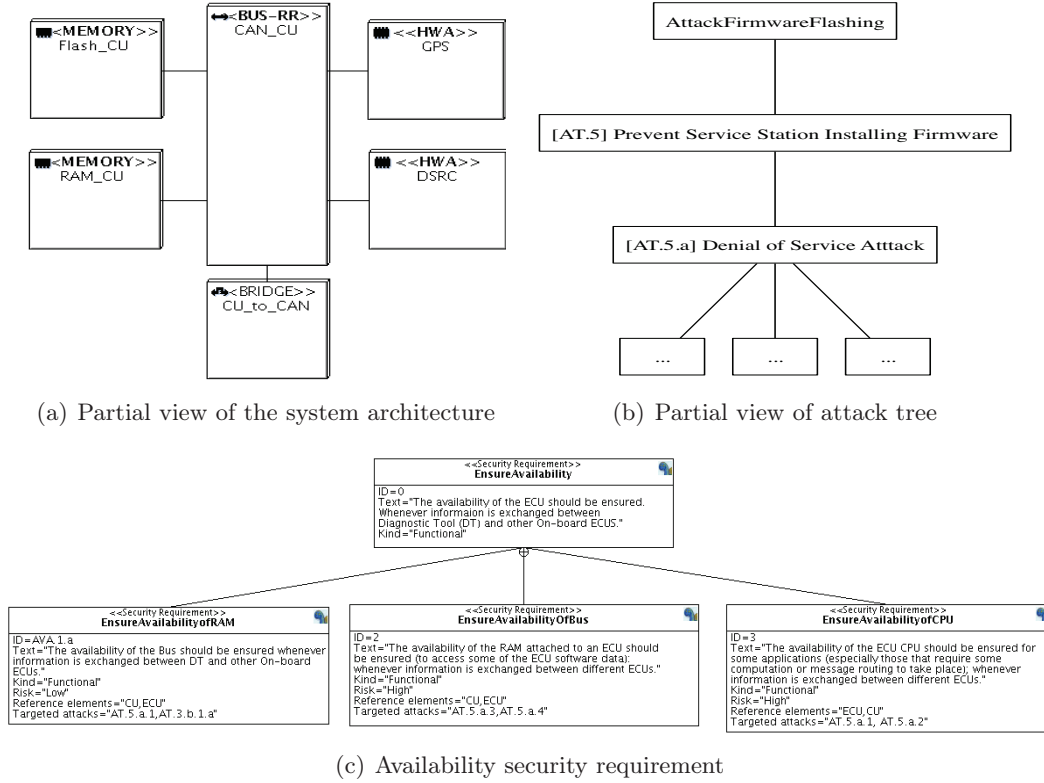 <MEMORY>>
Flash_CU
<BUS-RR>>
CAN_CU
<<HWA>>
GPS
<MEMORY>>
RAM_CU
<<HWA>>
DSRC
<BRIDGE>>
CU_to_CAN
(a) Partial view of the system architecture
AttackFirmwareFlashing
[AT.5] Prevent Service Station Installing Firmware
[AT.5.a] Denial of Service Atttack
...
...
...
(b) Partial view of attack tree
<<Security Requirement>>
EnsureAvailability
ID=0
Text="The availability of the ECU should be ensured.
Whenever informaion is exchanged between
Diagnostic Tool (DT) and other On-board ECUS."
Kind="Functional"
<<Security Requirement>>
EnsureAvailabilityofRAM
ID=AVA.1.a
Text="The availability of the Bus should be ensured whenever
information is exchanged between DT and other On-board
ECUs."
Kind="Functional"
Risk="Low"
Reference elements="CU,ECU"
Targeted attacks="AT.5.a.1,AT.3.b.1.a"
<<Security Requirement>>
EnsureAvailabilityOfBus
ID=2
Text="The availability of the RAM attached to an ECU should
be ensured (to access some of the ECU software data):
whenever information is exchanged between different ECUs."
Kind="Functional"
Risk="High"
Reference elements="CU,ECU"
Targeted attacks="AT.5.a.3,AT.5.a.4"
<<Security Requirement>>
EnsureAvailabilityofCPU
ID=3
Text="The availability of the ECU CPU should be ensured for
some applications (especially those that require some
computation or message routing to take place); whenever
information is exchanged between different ECUs."
Kind="Functional"
Risk="High"
Reference elements="ECU,CU"
Targeted attacks="AT.5.a.1, AT.5.a.2"
(c) Availability security requirement